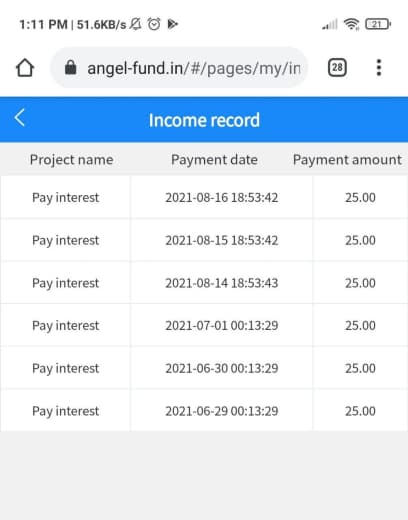 1:11 PM | 51.6KB/s 21
angel-fund.in/#/pages/my/in 28
Income record
Project name Payment date Payment amount
Pay interest 2021-08-16 18:53:42 25.00
Pay interest 2021-08-15 18:53:42 25.00
Pay interest 2021-08-14 18:53:43 25.00
Pay interest 2021-07-01 00:13:29 25.00
Pay interest 2021-06-30 00:13:29 25.00
Pay interest 2021-06-29 00:13:29 25.00